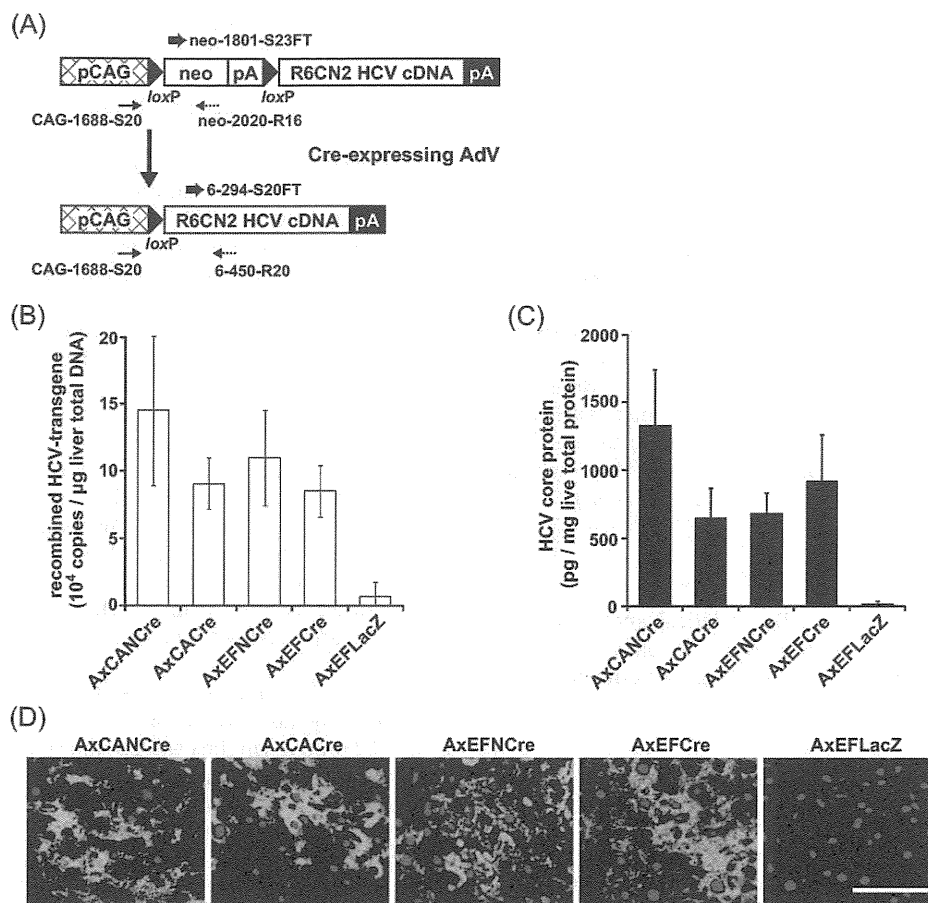 (A)
neo-1801-S23FT
pCAG neo pA R6CN2 HCV cDNA pA
loxP loxP
CAG-1688-S20 neo-2020-R16
Cre-expressing AdV
6-294-S20FT
pCAG R6CN2 HCV cDNA pA
loxP
CAG-1688-S20 6-450-R20
(B)
recombined HCV-transgene
(10⁴ copies / µg liver total DNA)
20
15
10
5
0
AxCANCre
AxCACre
AxEFNCre
AxEFCre
AxEFLacZ
(C)
HCV core protein
(pg / mg live total protein)
2000
1500
1000
500
0
AxCANCre
AxCACre
AxEFNCre
AxEFCre
AxEFLacZ
(D)
AxCANCre AxCACre AxEFNCre AxEFCre AxEFLacZ